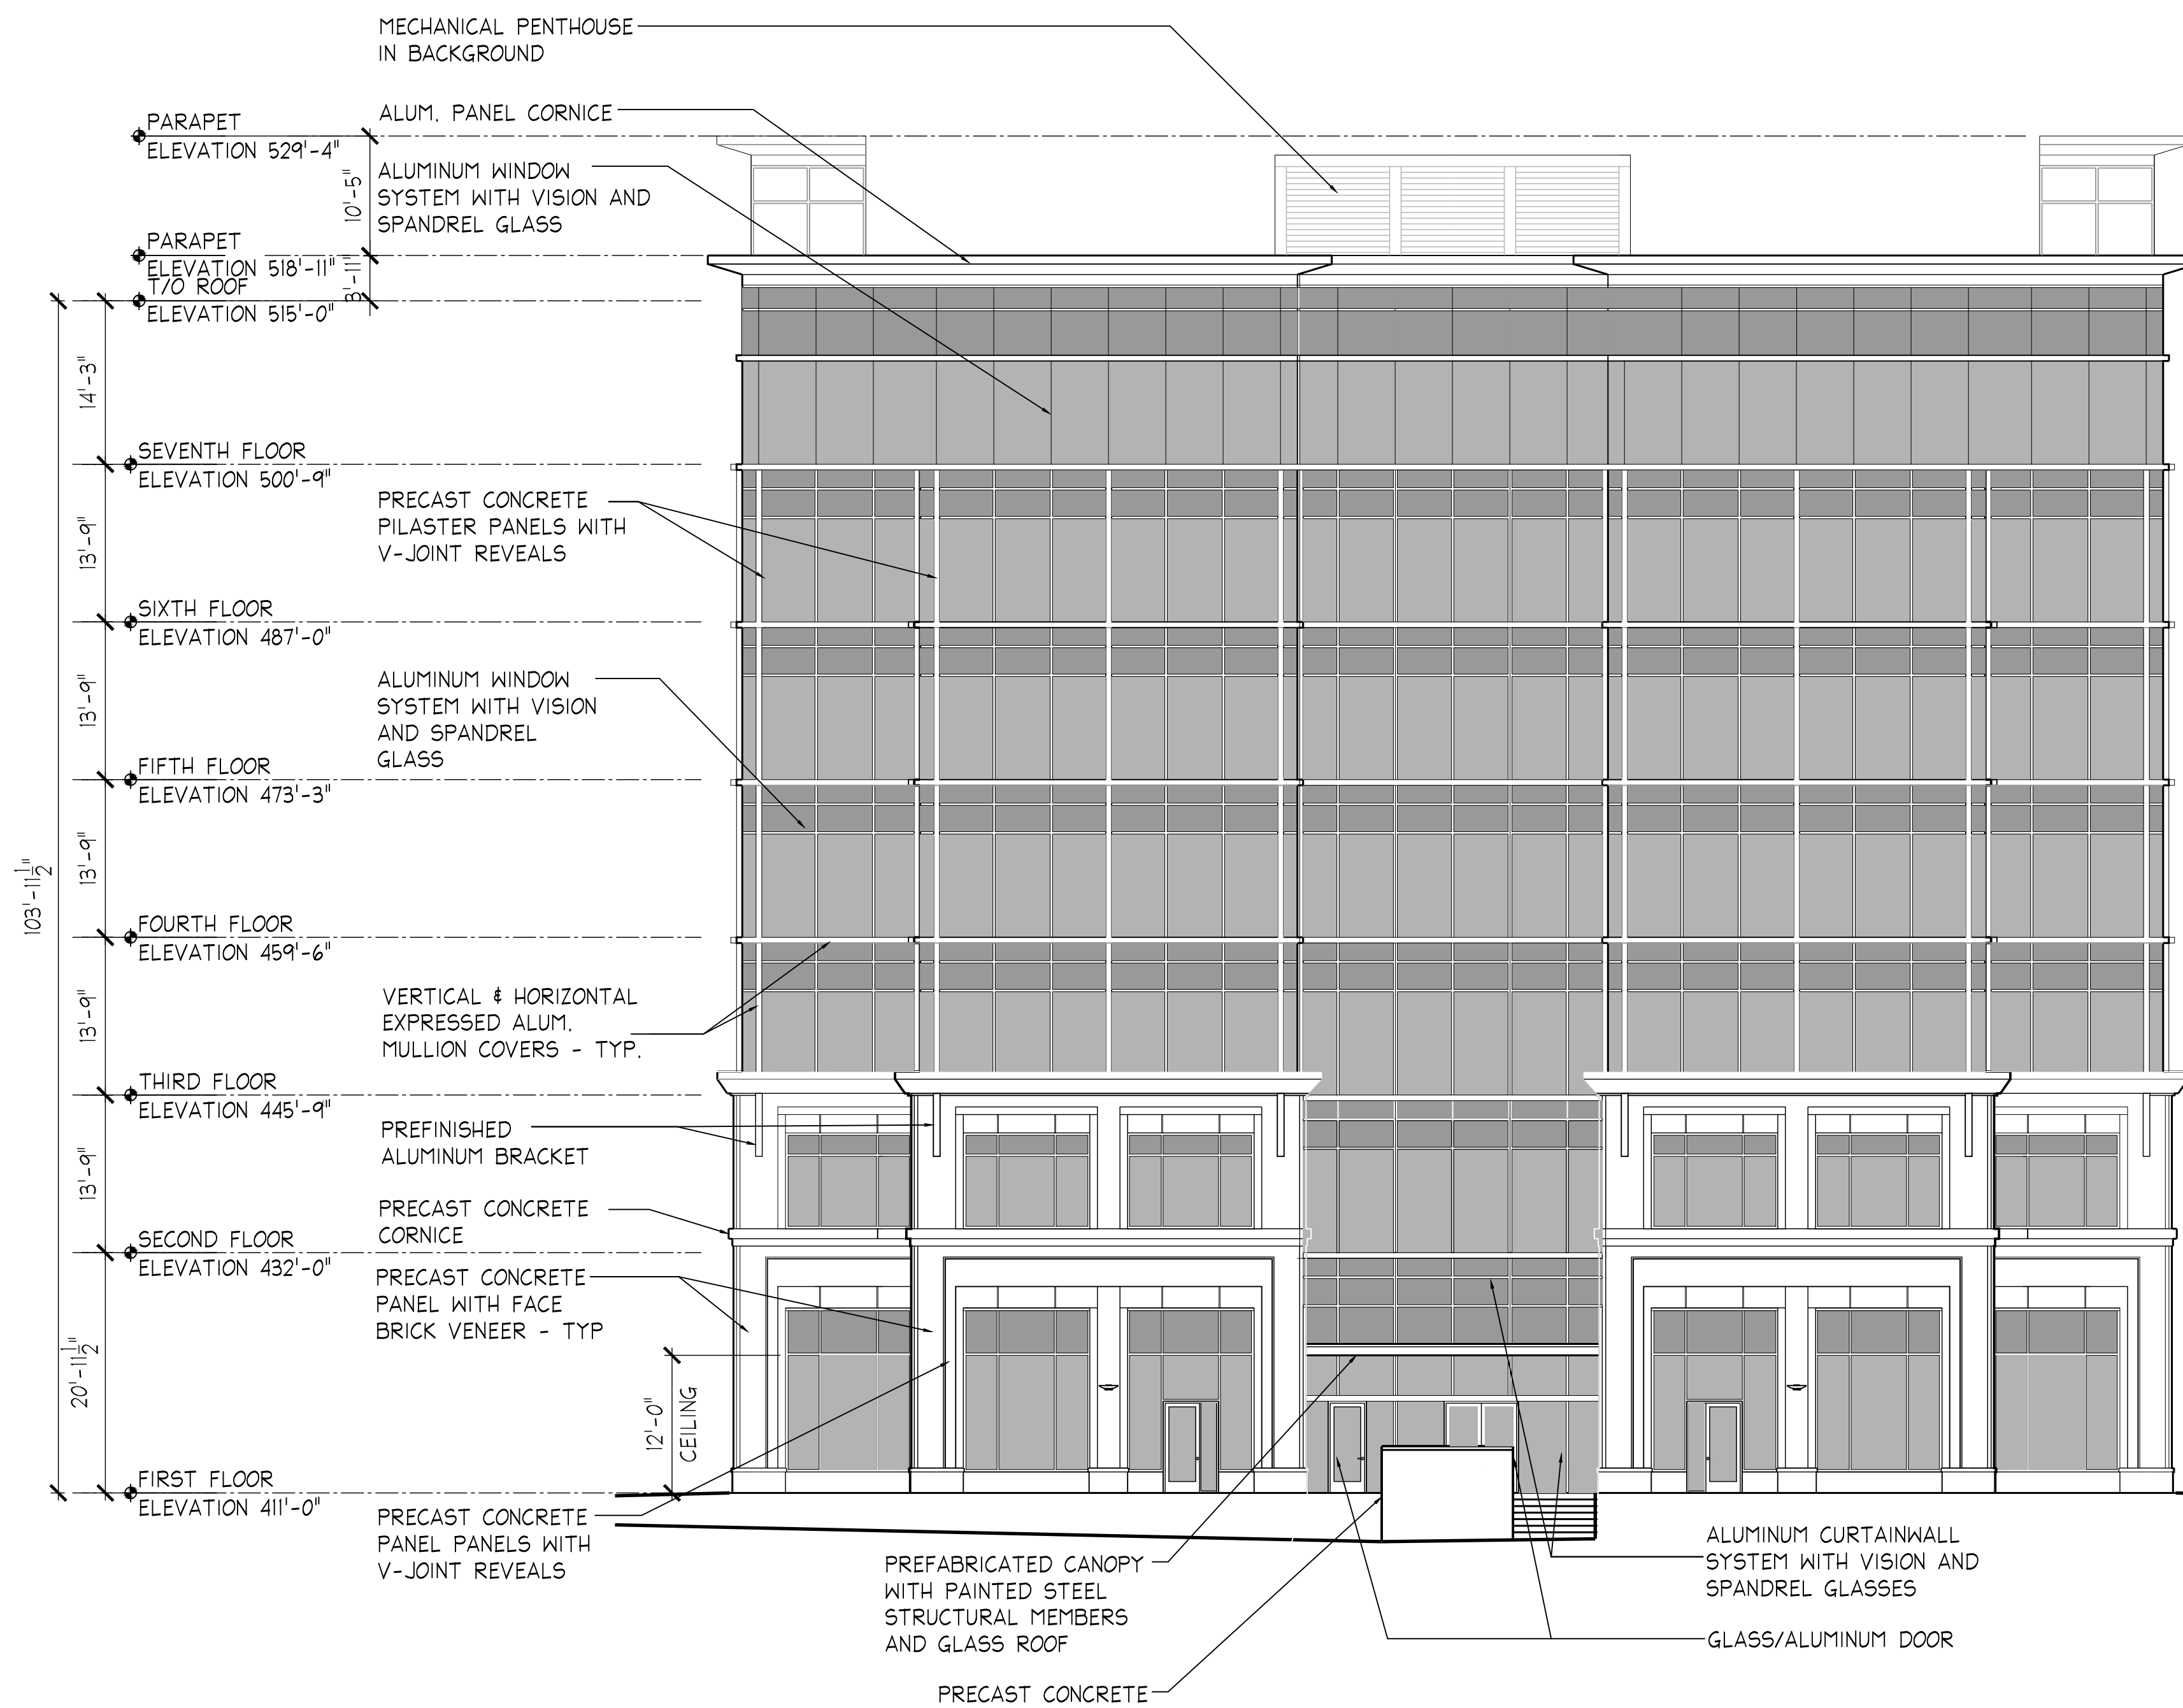 MECHANICAL PENTHOUSE
IN BACKGROUND
ALUM. PANEL CORNICE
PARAPET
ELEVATION 529'-4"
10'-5"
ALUMINUM WINDOW
SYSTEM WITH VISION AND
SPANDREL GLASS
PARAPET
ELEVATION 518'-11"
3'-11"
T/O ROOF
ELEVATION 515'-0"
14'-3"
SEVENTH FLOOR
ELEVATION 500'-9"
PRECAST CONCRETE
PILASTER PANELS WITH
V-JOINT REVEALS
13'-9"
SIXTH FLOOR
ELEVATION 487'-0"
ALUMINUM WINDOW
SYSTEM WITH VISION
AND SPANDREL
GLASS
13'-9"
FIFTH FLOOR
ELEVATION 473'-3"
103'-11 1/2"
13'-9"
FOURTH FLOOR
ELEVATION 459'-6"
VERTICAL & HORIZONTAL
EXPRESSED ALUM.
MULLION COVERS - TYP.
13'-9"
THIRD FLOOR
ELEVATION 445'-9"
PREFINISHED
ALUMINUM BRACKET
13'-9"
PRECAST CONCRETE
CORNICE
SECOND FLOOR
ELEVATION 432'-0"
PRECAST CONCRETE
PANEL WITH FACE
BRICK VENEER - TYP
20'-11 1/2"
12'-0"
CEILING
FIRST FLOOR
ELEVATION 411'-0"
PRECAST CONCRETE
PANEL PANELS WITH
V-JOINT REVEALS
PREFABRICATED CANOPY
WITH PAINTED STEEL
STRUCTURAL MEMBERS
AND GLASS ROOF
ALUMINUM CURTAINWALL
SYSTEM WITH VISION AND
SPANDREL GLASSES
GLASS/ALUMINUM DOOR
PRECAST CONCRETE